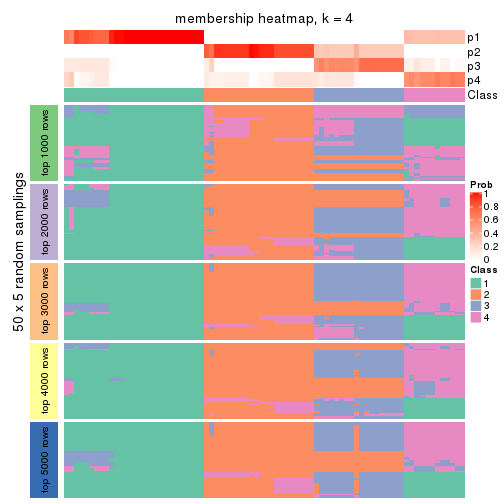 membership heatmap, k = 4
p1
p2
p3
p4
Class
50 x 5 random samplings
top 1000 rows
top 2000 rows
top 3000 rows
top 4000 rows
top 5000 rows
Prob
1
0.8
0.6
0.4
0.2
0
Class
1
2
3
4